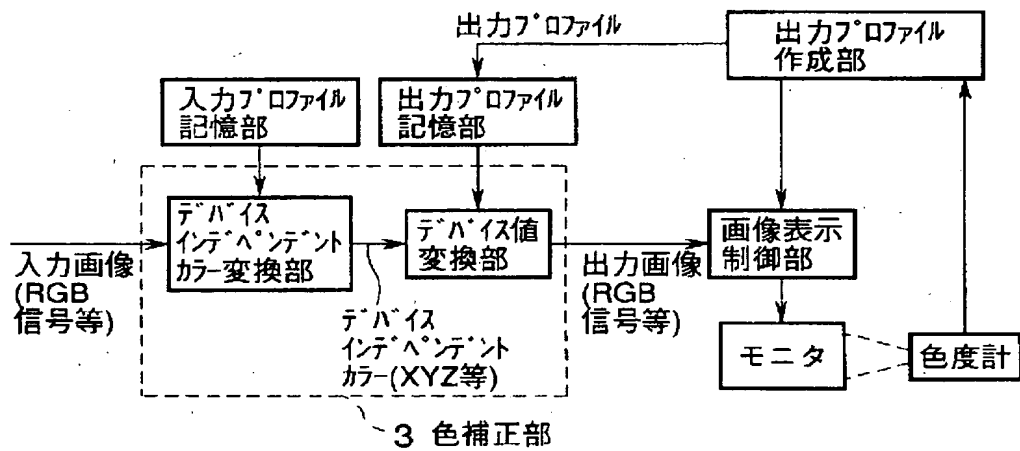 出力プロファイル
出力プロファイル
作成部
入力プロファイル
記憶部
出力プロファイル
記憶部
デバイス
インデペンデント
カラー変換部
デバイス値
変換部
画像表示
制御部
入力画像
(RGB
信号等)
出力画像
(RGB
信号等)
デバイス
インデペンデント
カラー(XYZ等)
モニタ
色度計
3 色補正部